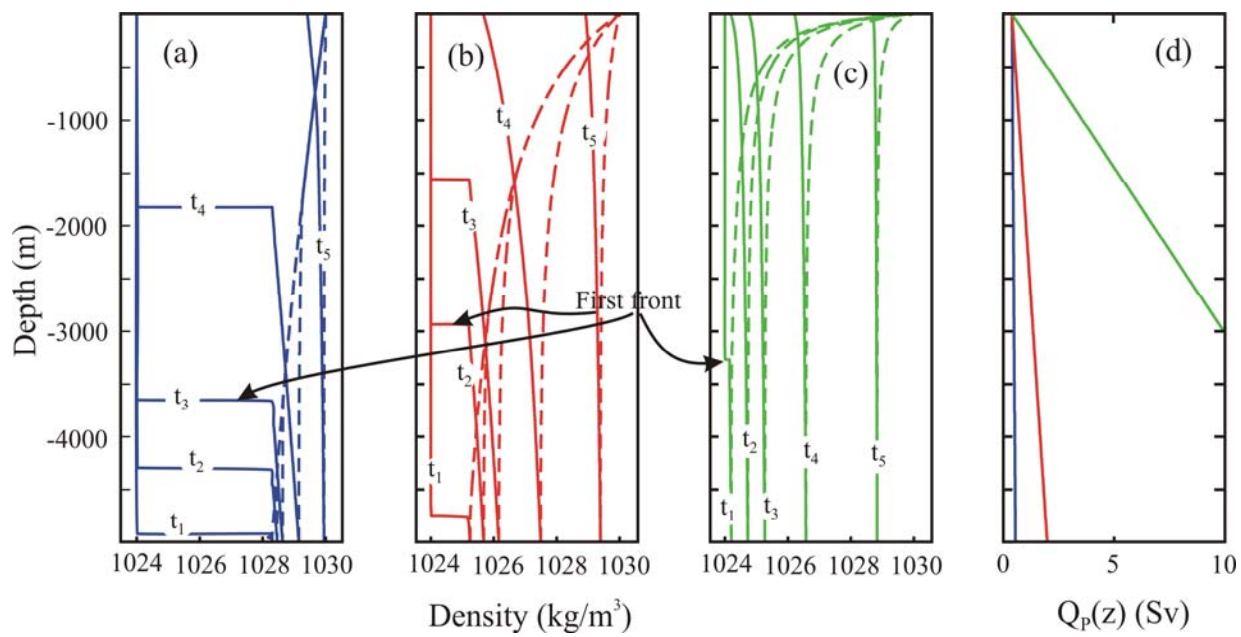 (a)
(b)
(c)
(d)
-1000
-2000
-3000
-4000
Depth (m)
t₄
t₅
t₃
t₂
t₁
t₄
t₅
t₃
t₂
t₁
First front
t₂
t₄
t₅
t₁
t₃
1024 1026 1028 1030
1024 1026 1028 1030
1024 1026 1028 1030
0 5 10
Density (kg/m³)
Qₚ(z) (Sv)